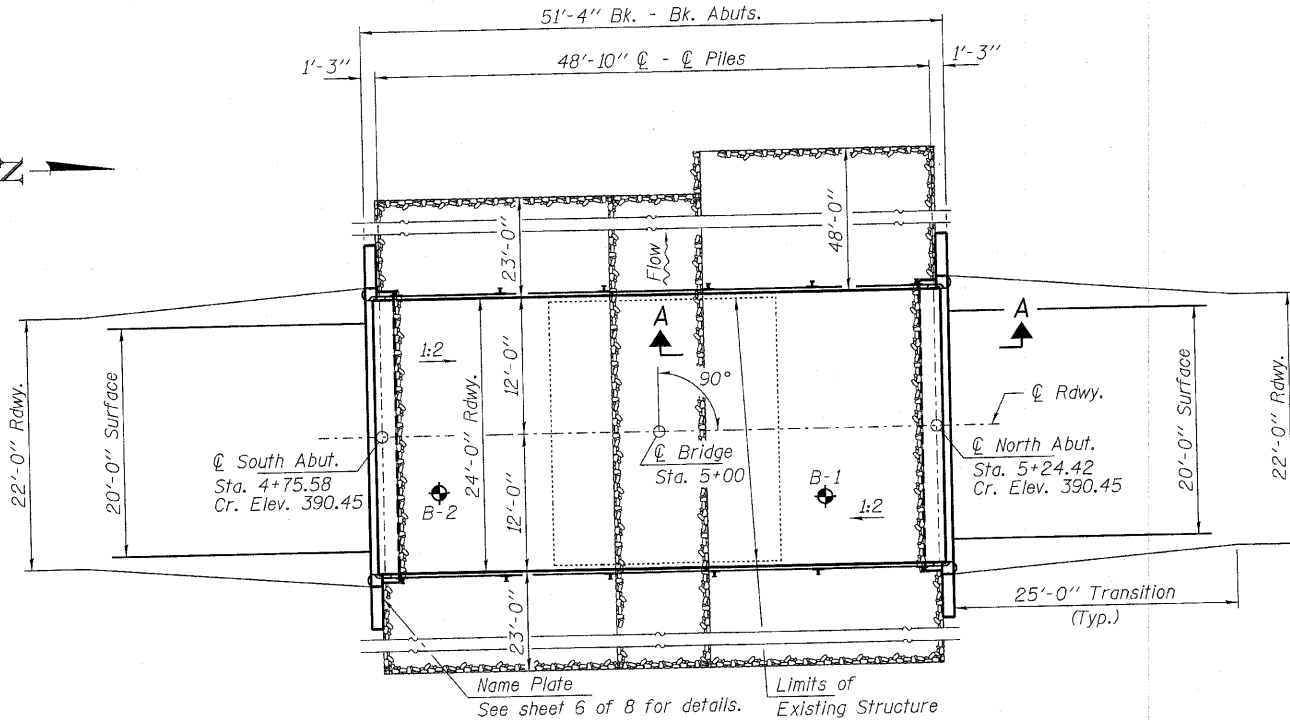 51'-4" Bk. - Bk. Abuts.
1'-3"
48'-10" ℄ - ℄ Piles
1'-3"
N
23'-0"
Flow
48'-0"
A
A
1:2
12'-0"
90°
℄ Rdwy.
22'-0" Rdwy.
20'-0" Surface
℄ South Abut.
Sta. 4+75.58
Cr. Elev. 390.45
24'-0" Rdwy.
℄ Bridge
Sta. 5+00
B-1
℄ North Abut.
Sta. 5+24.42
Cr. Elev. 390.45
20'-0" Surface
22'-0" Rdwy.
B-2
12'-0"
1:2
23'-0"
25'-0" Transition
(Typ.)
Name Plate
See sheet 6 of 8 for details.
Limits of
Existing Structure